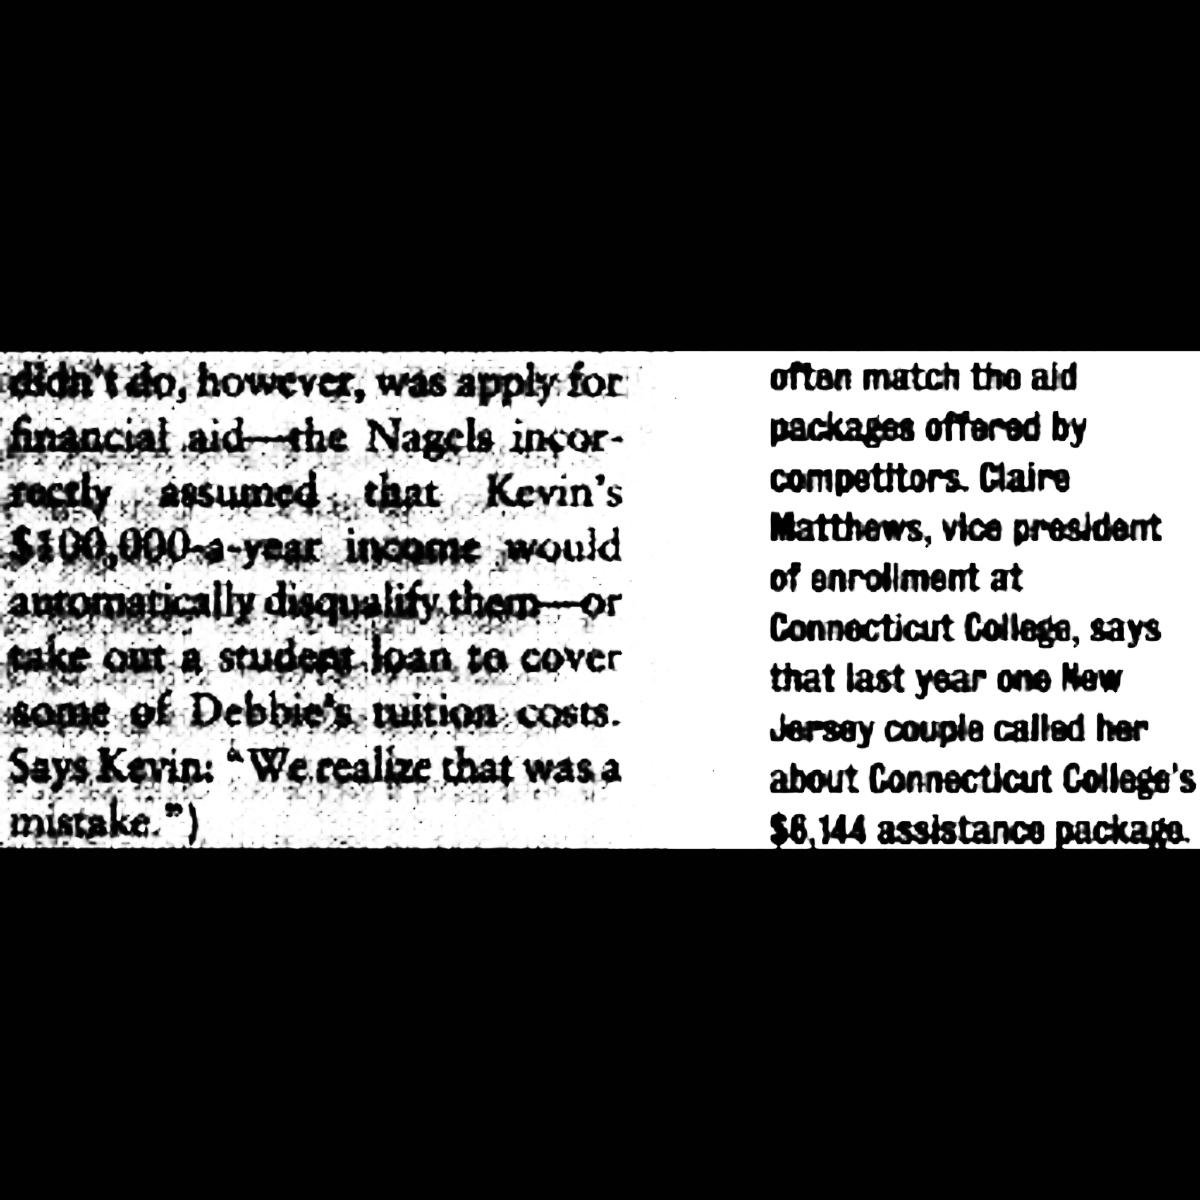 didn't do, however, was apply for
financial aid—the Nagels incor-
rectly assumed that Kevin's
$100,000-a-year income would
automatically disqualify them—or
take out a student loan to cover
some of Debbie's tuition costs.
Says Kevin: "We realize that was a
mistake.")
often match the aid
packages offered by
competitors. Claire
Matthews, vice president
of enrollment at
Connecticut College, says
that last year one New
Jersey couple called her
about Connecticut College's
$6,144 assistance package.